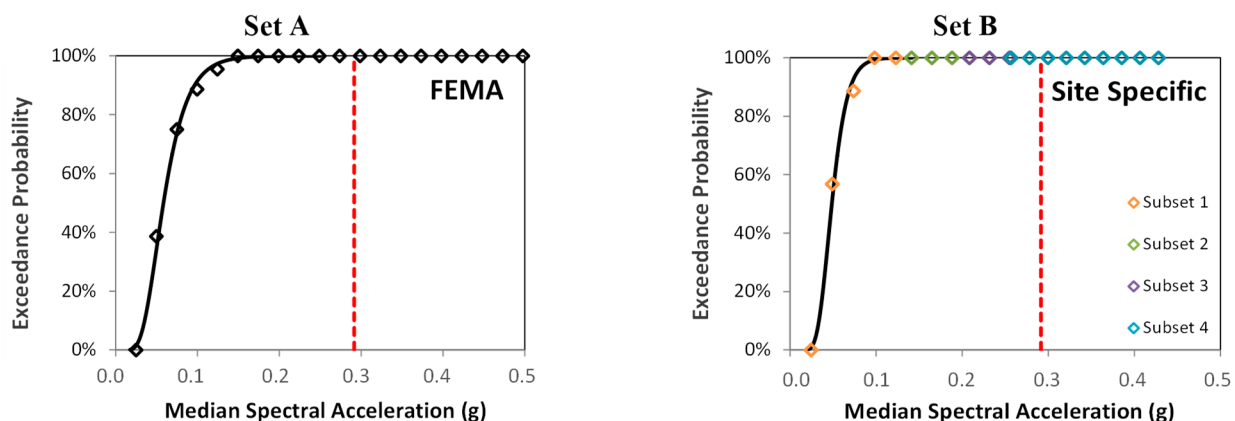 Set A
100%
80%
60%
40%
20%
0%
Exceedance Probability
FEMA
0.0 0.1 0.2 0.3 0.4 0.5
Median Spectral Acceleration (g)
Set B
100%
80%
60%
40%
20%
0%
Exceedance Probability
Site Specific
Subset 1
Subset 2
Subset 3
Subset 4
0.0 0.1 0.2 0.3 0.4 0.5
Median Spectral Acceleration (g)